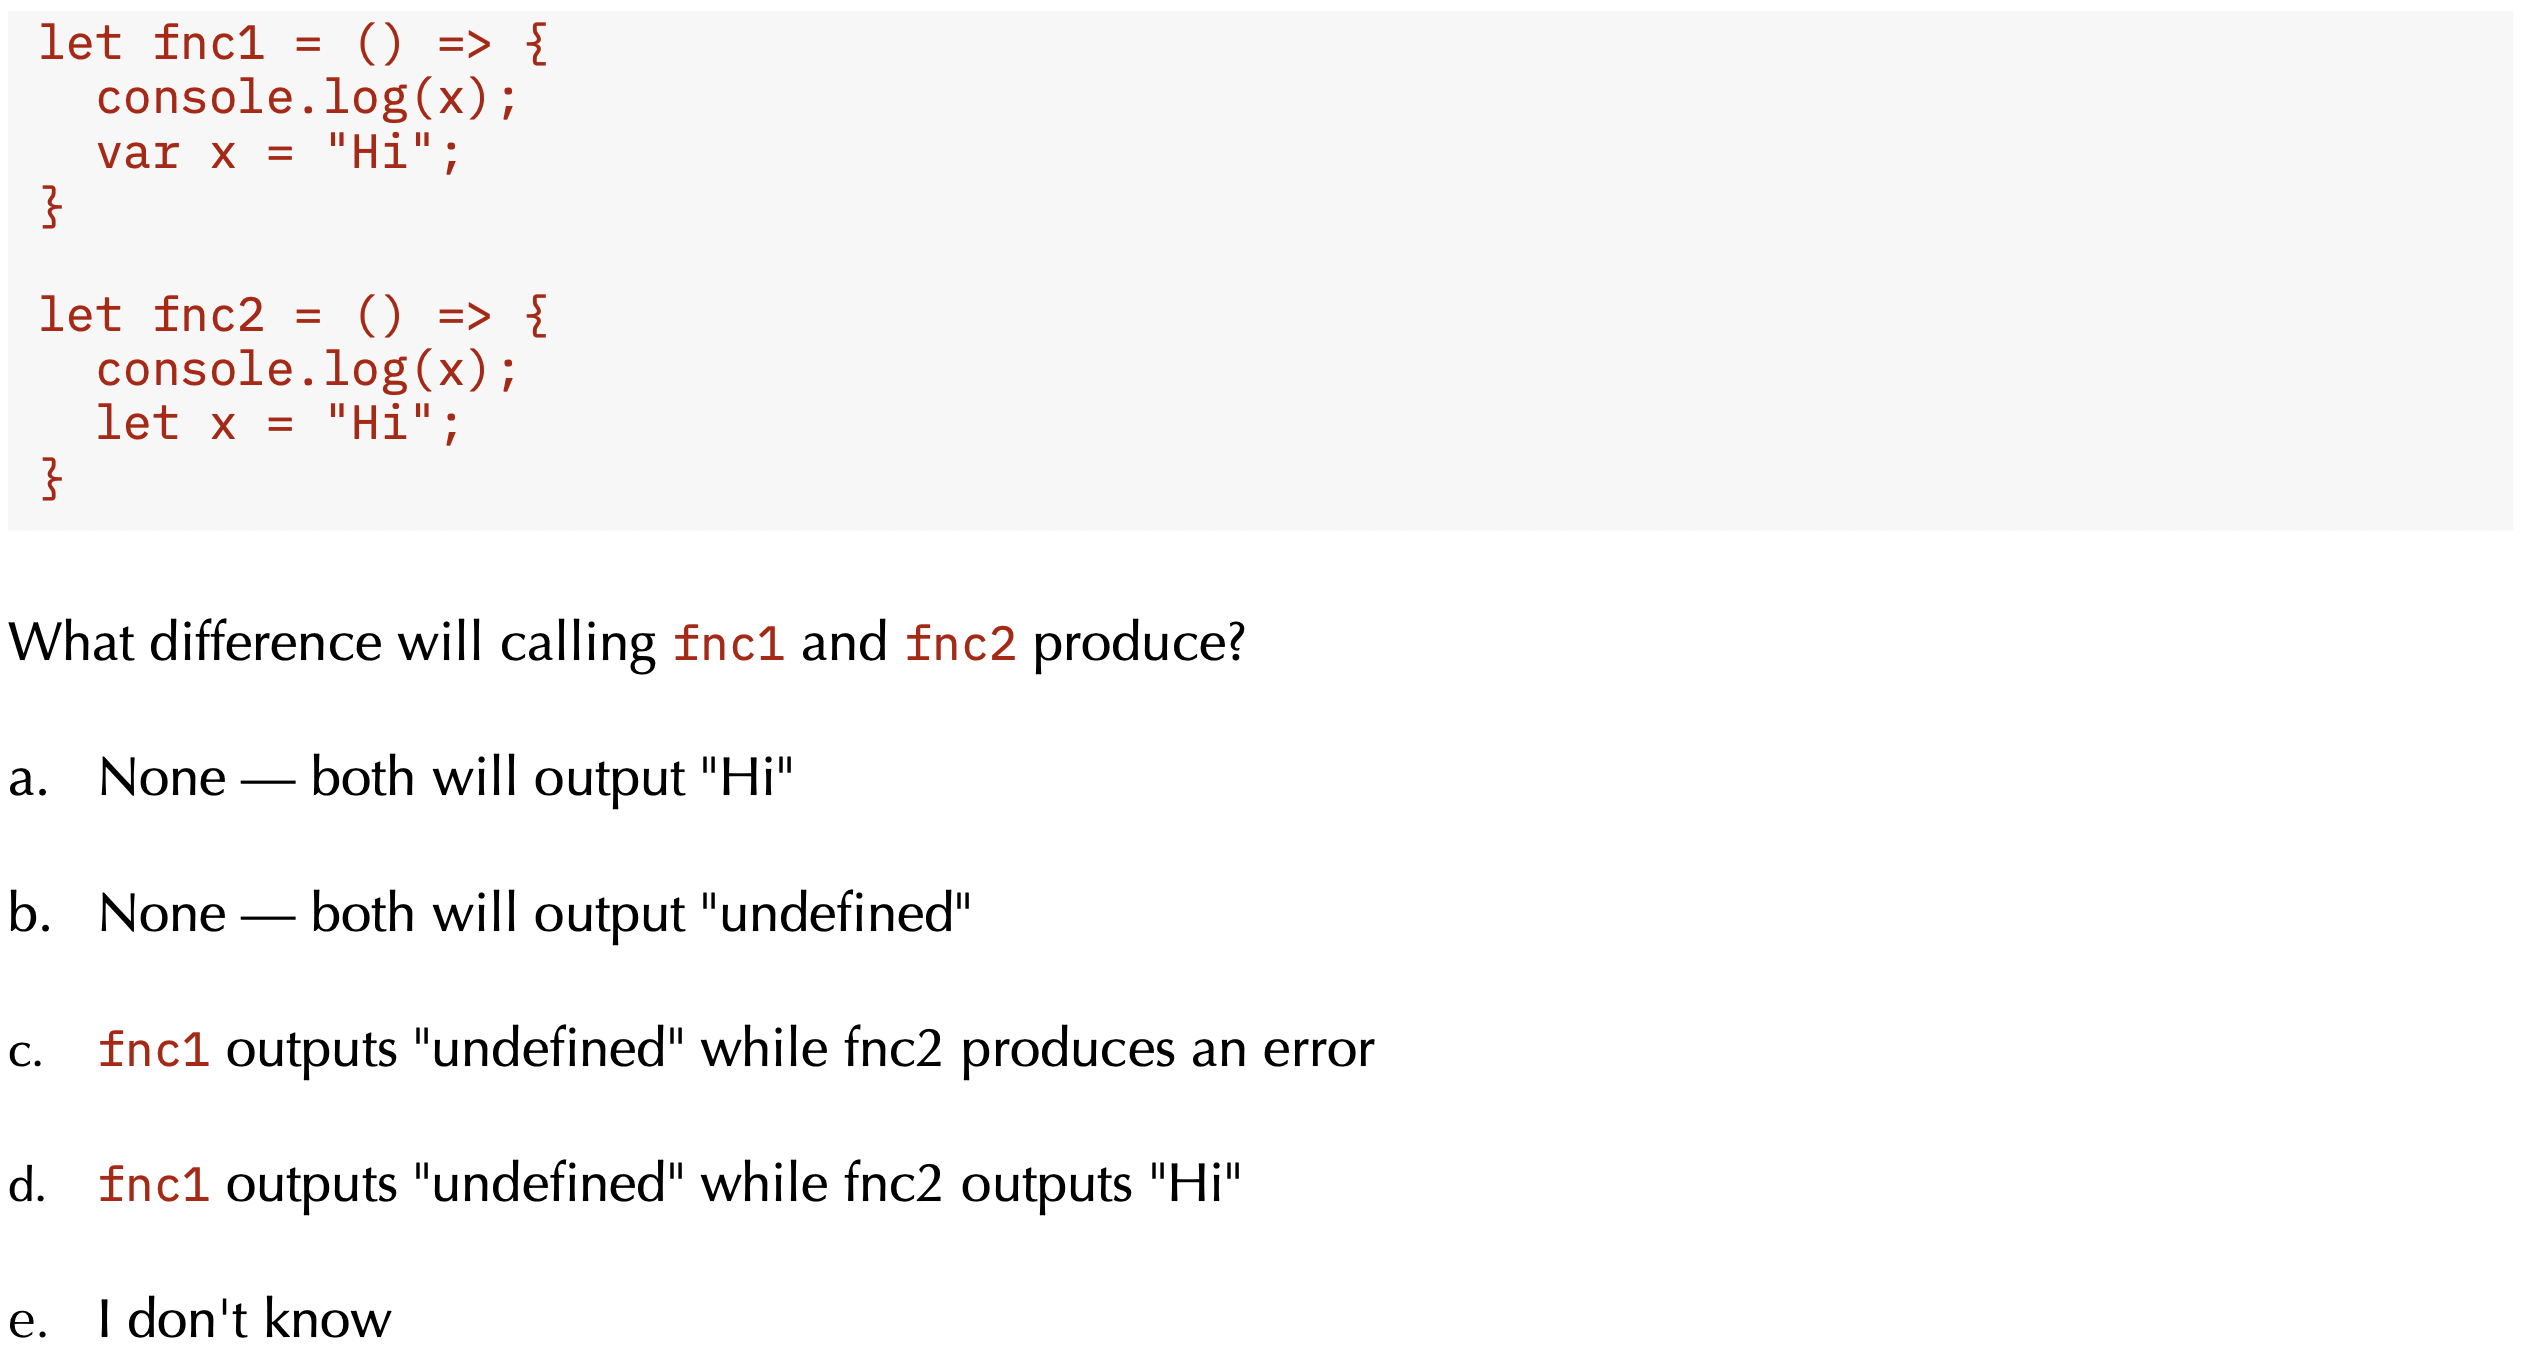 let fnc1 = () => {
  console.log(x);
  var x = "Hi";
}

let fnc2 = () => {
  console.log(x);
  let x = "Hi";
}

What difference will calling fnc1 and fnc2 produce?
a. None — both will output "Hi"
b. None — both will output "undefined"
c. fnc1 outputs "undefined" while fnc2 produces an error
d. fnc1 outputs "undefined" while fnc2 outputs "Hi"
e. I don't know